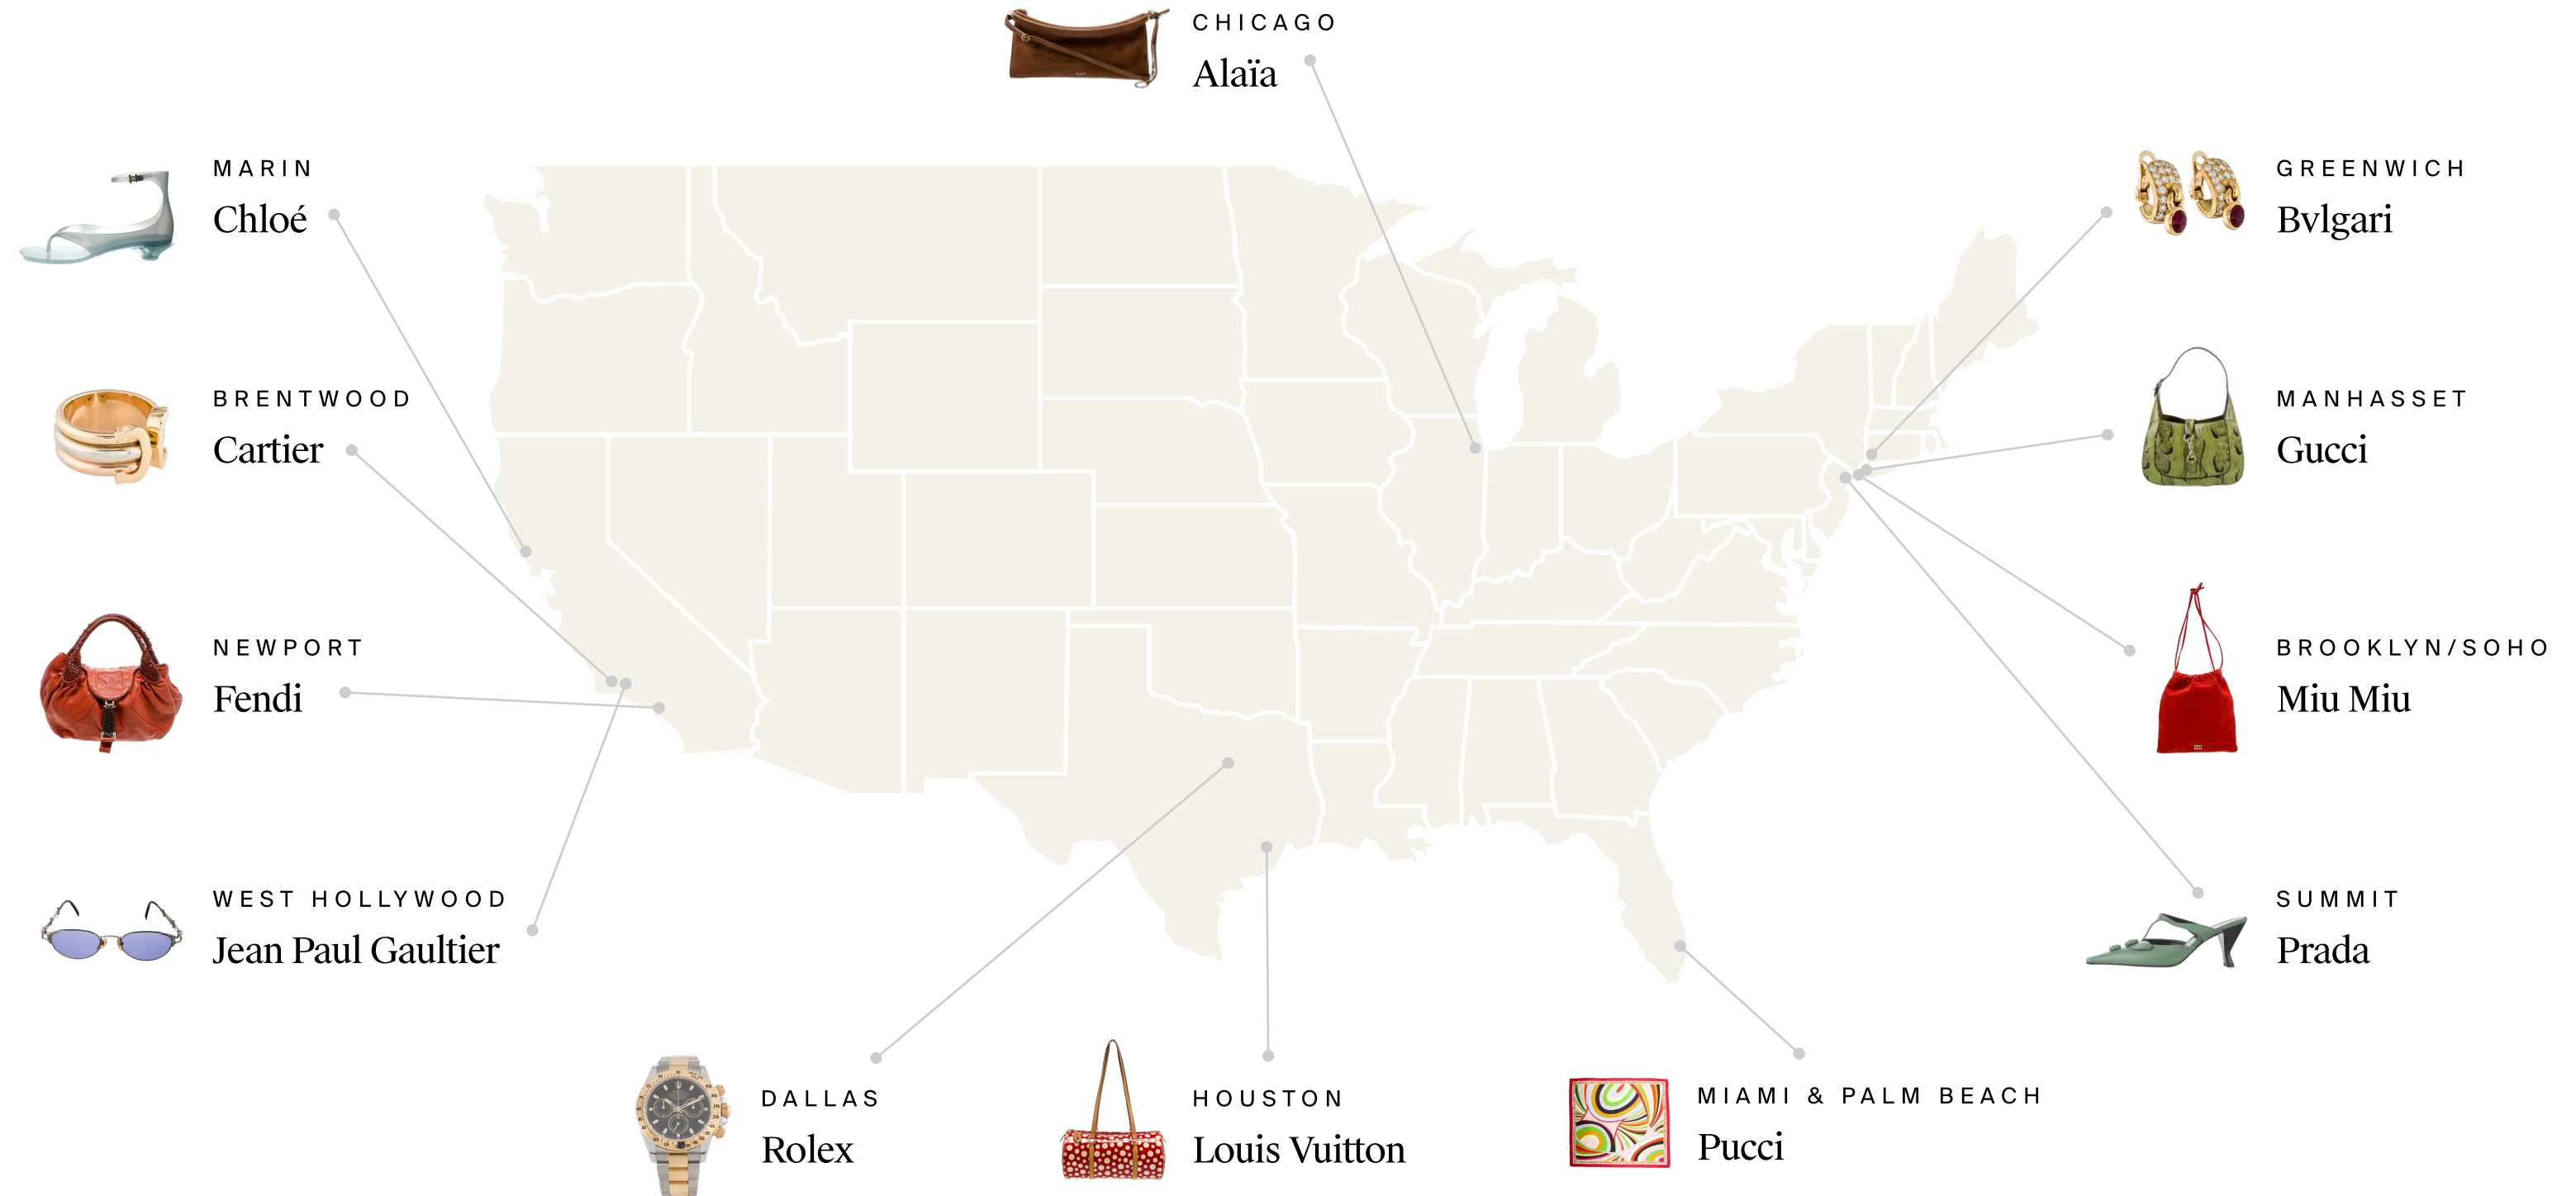 CHICAGO
Alaïa
MARIN
Chloé
GREENWICH
Bvlgari
BRENTWOOD
Cartier
MANHASSET
Gucci
NEWPORT
Fendi
BROOKLYN/SOHO
Miu Miu
WEST HOLLYWOOD
Jean Paul Gaultier
SUMMIT
Prada
DALLAS
Rolex
HOUSTON
Louis Vuitton
MIAMI & PALM BEACH
Pucci